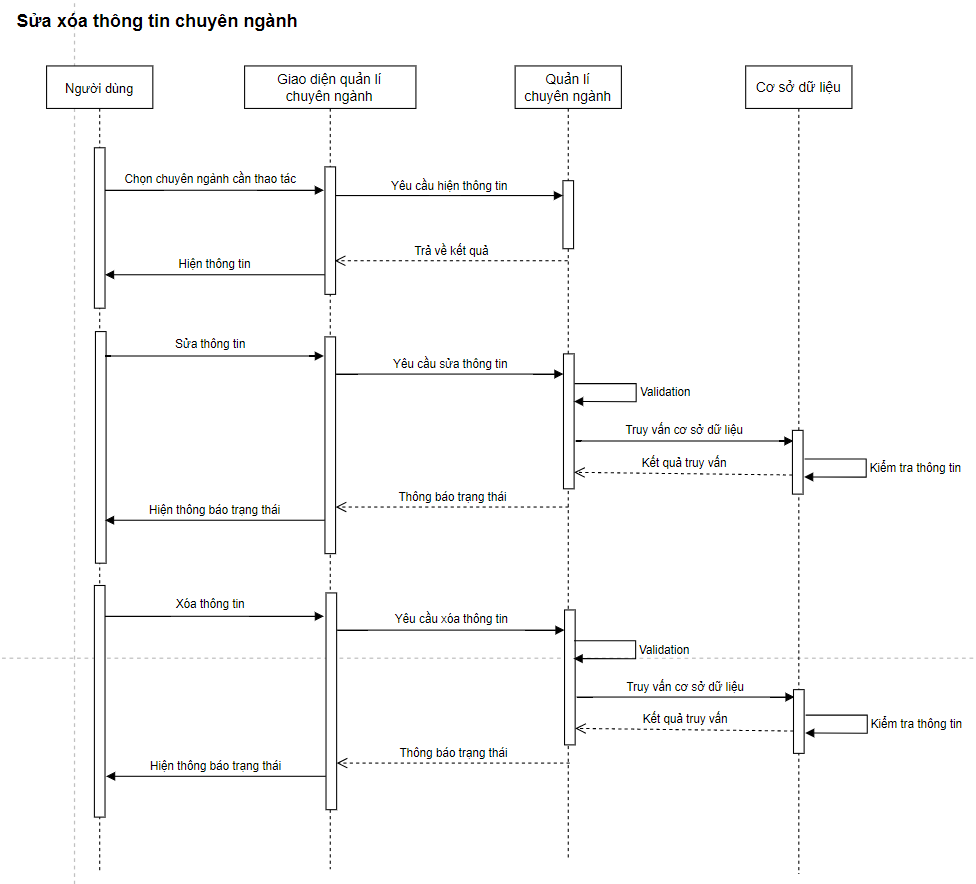 Sửa xóa thông tin chuyên ngành
Người dùng
Giao diện quản lí
chuyên ngành
Quản lí
chuyên ngành
Cơ sở dữ liệu
Chọn chuyên ngành cần thao tác
Yêu cầu hiện thông tin
Trả về kết quả
Hiện thông tin
Sửa thông tin
Yêu cầu sửa thông tin
Validation
Truy vấn cơ sở dữ liệu
Kết quả truy vấn
Kiểm tra thông tin
Thông báo trạng thái
Hiện thông báo trạng thái
Xóa thông tin
Yêu cầu xóa thông tin
Validation
Truy vấn cơ sở dữ liệu
Kết quả truy vấn
Kiểm tra thông tin
Thông báo trạng thái
Hiện thông báo trạng thái